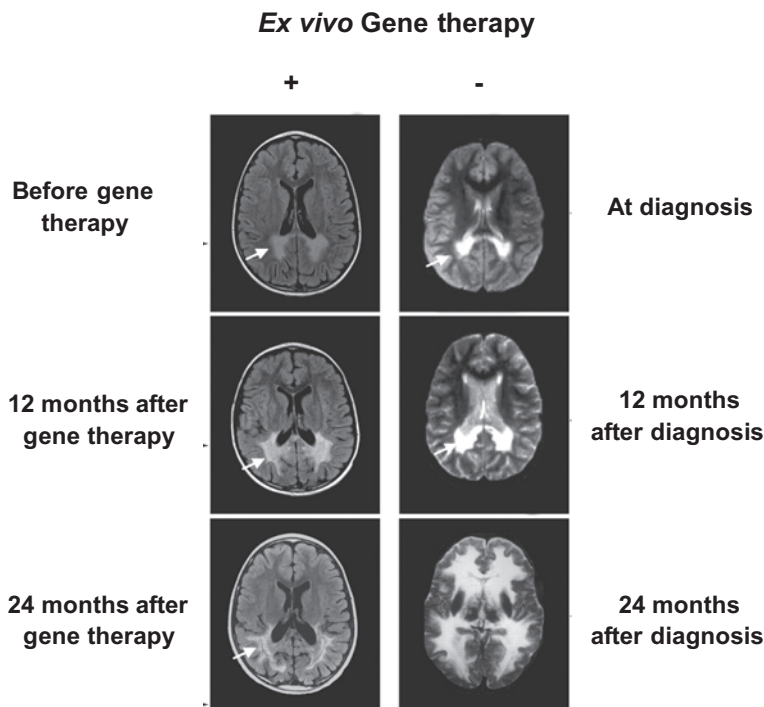 Ex vivo Gene therapy
+
-
Before gene
therapy
At diagnosis
12 months after
gene therapy
12 months
after diagnosis
24 months after
gene therapy
24 months
after diagnosis